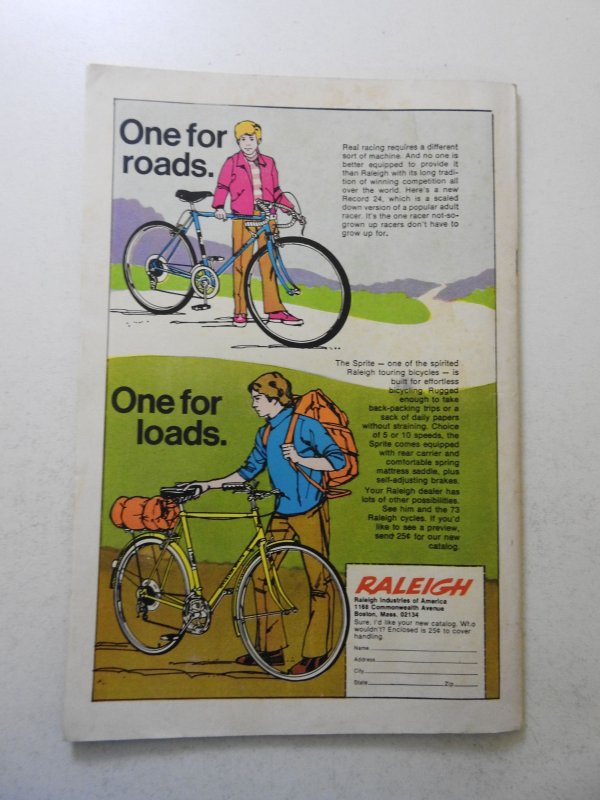 One for
roads.
Real racing requires a different
sort of machine. And no one is
better equipped to provide it
than Raleigh with its long tradi-
tion of winning competition all
over the world. Here's a new
Record 24, which is a scaled
down version of a popular adult
racer. It's the one racer not-so-
grown up racers don't have to
grow up for.
The Sprite — one of the spirited
Raleigh touring bicycles — is
built for effortless
bicycling. Rugged
enough to take
back-packing trips or a
sack of daily papers
without straining. Choice
of 5 or 10 speeds, the
Sprite comes equipped
with rear carrier and
comfortable spring
mattress saddle, plus
self-adjusting brakes.
Your Raleigh dealer has
lots of other possibilities.
See him and the 73
Raleigh cycles. If you'd
like to see a preview,
send 25¢ for our new
catalog.
One for
loads.
RALEIGH
Raleigh Industries of America
1168 Commonwealth Avenue
Boston, Mass. 02134
Sure, I'd like your new catalog. Who
wouldn't? Enclosed is 25¢ to cover
handling.
Name
Address
City
State Zip